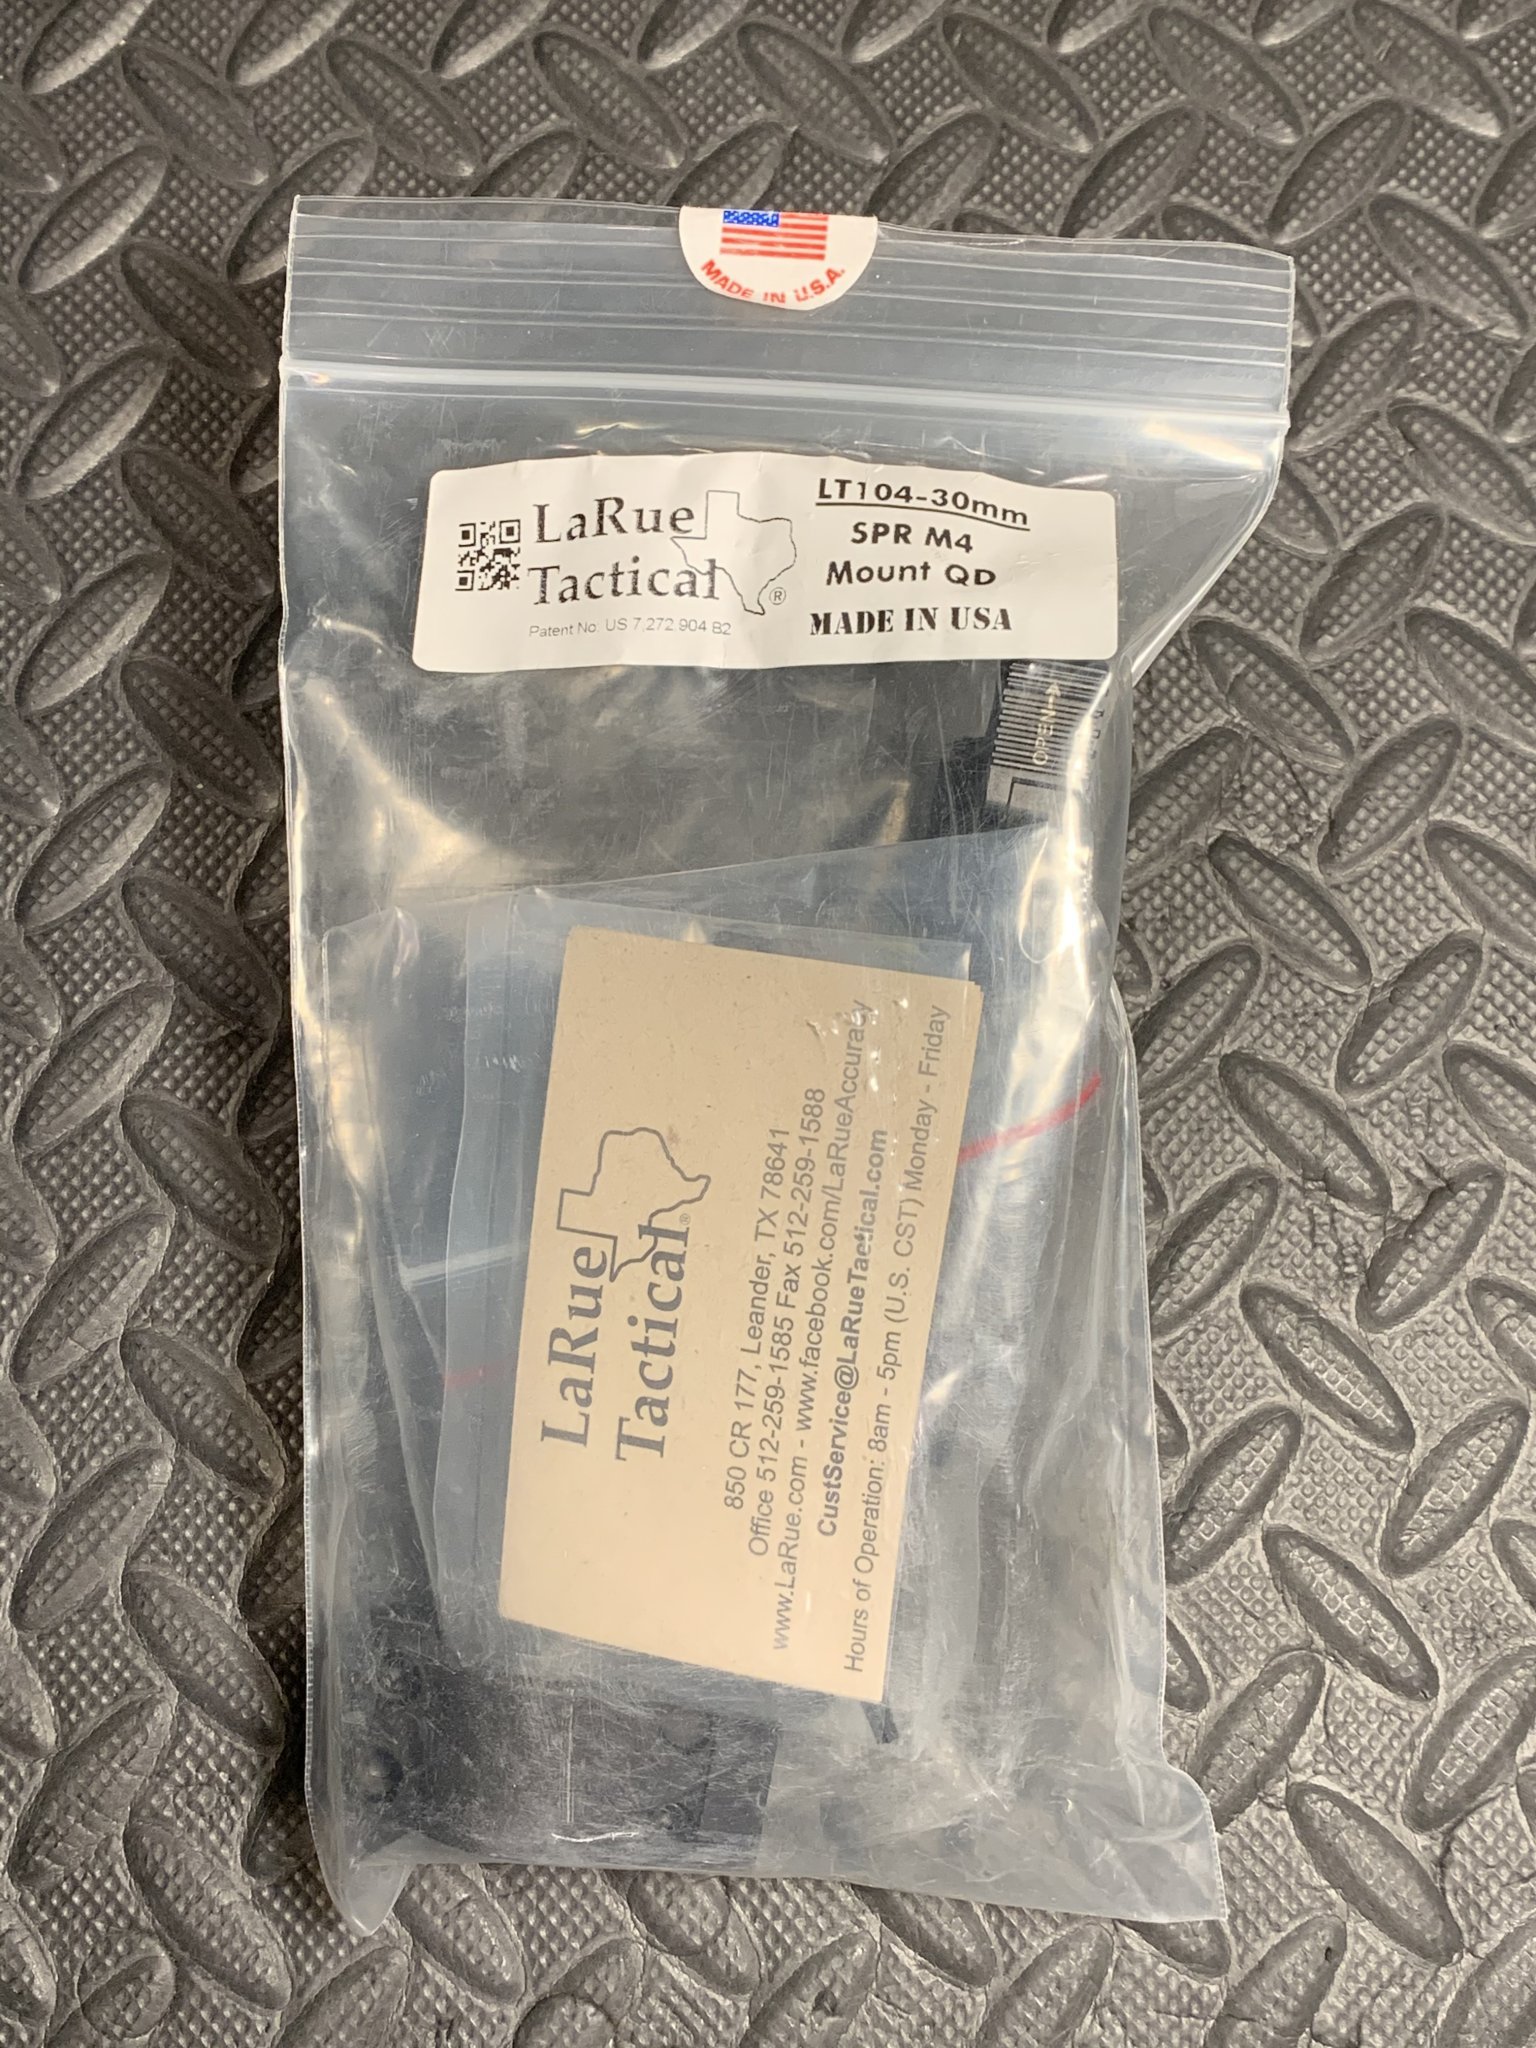 MADE IN U.S.A.
LaRue
Tactical®
Patent No. US 7,272,904 B2
LT104-30mm
SPR M4
Mount QD
MADE IN USA
OPEN→
LaRue
Tactical®
850 CR 177, Leander, TX 78641
Office 512-259-1585 Fax 512-259-1588
www.LaRue.com - www.facebook.com/LaRueAccuracy
CustService@LaRueTactical.com
Hours of Operation: 8am - 5pm (U.S. CST) Monday - Friday